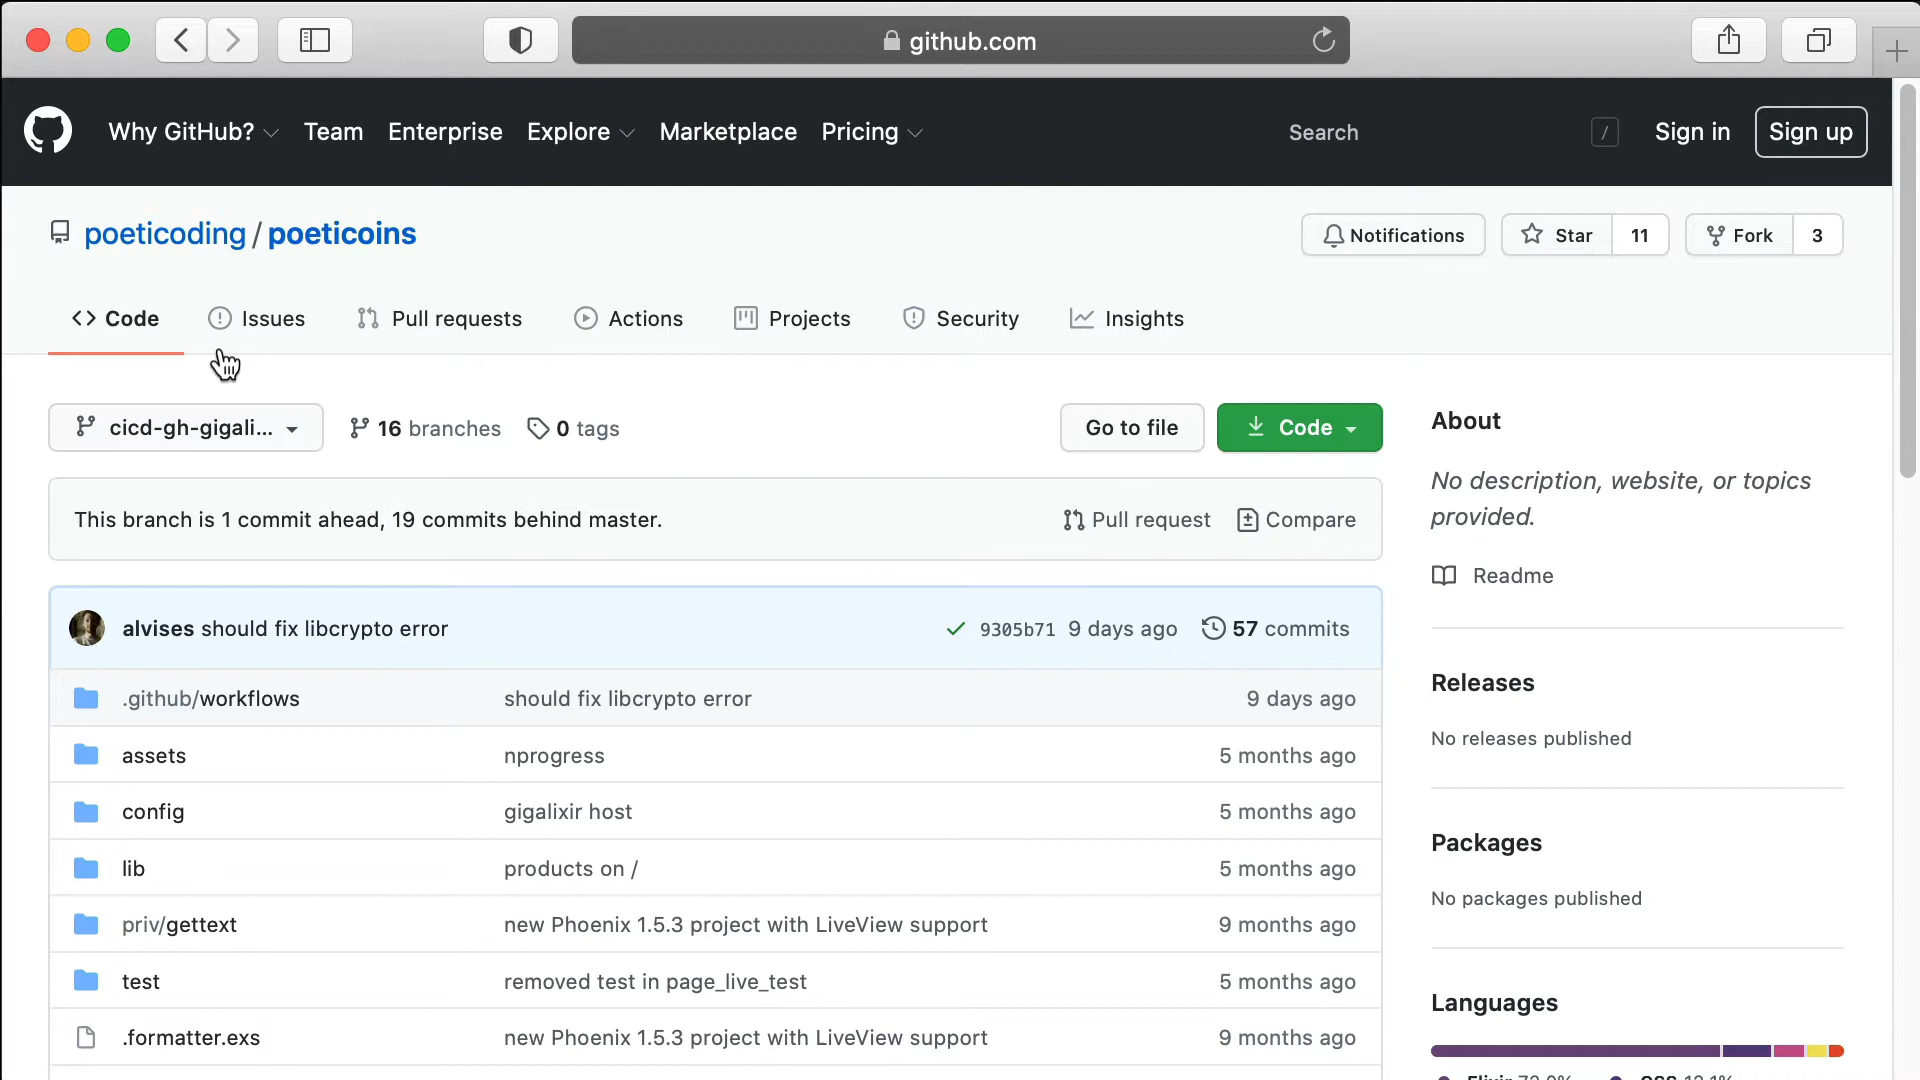 github.com
Why GitHub? Team Enterprise Explore Marketplace Pricing Search / Sign in Sign up
poeticoding / poeticoins
Notifications Star 11 Fork 3
Code Issues Pull requests Actions Projects Security Insights
cicd-gh-gigali... 16 branches 0 tags Go to file Code
This branch is 1 commit ahead, 19 commits behind master. Pull request Compare
alvises should fix libcrypto error 9305b71 9 days ago 57 commits
.github/workflows should fix libcrypto error 9 days ago
assets nprogress 5 months ago
config gigalixir host 5 months ago
lib products on / 5 months ago
priv/gettext new Phoenix 1.5.3 project with LiveView support 9 months ago
test removed test in page_live_test 5 months ago
.formatter.exs new Phoenix 1.5.3 project with LiveView support 9 months ago
About
No description, website, or topics
provided.
Readme
Releases
No releases published
Packages
No packages published
Languages